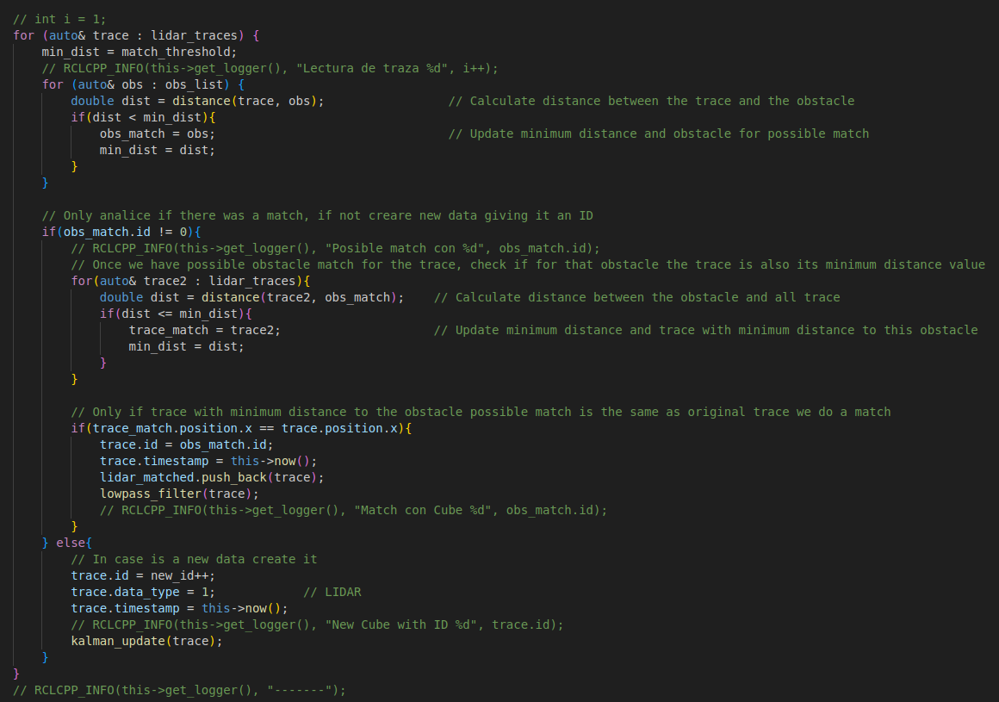 // int i = 1;
for (auto& trace : lidar_traces) {
    min_dist = match_threshold;
    // RCLCPP_INFO(this->get_logger(), "Lectura de traza %d", i++);
    for (auto& obs : obs_list) {
        double dist = distance(trace, obs);                 // Calculate distance between the trace and the obstacle
        if(dist < min_dist){
            obs_match = obs;                                // Update minimum distance and obstacle for possible match
            min_dist = dist;
        }
    }

    // Only analice if there was a match, if not creare new data giving it an ID
    if(obs_match.id != 0){
        // RCLCPP_INFO(this->get_logger(), "Posible match con %d", obs_match.id);
        // Once we have possible obstacle match for the trace, check if for that obstacle the trace is also its minimum distance value
        for(auto& trace2 : lidar_traces){
            double dist = distance(trace2, obs_match);    // Calculate distance between the obstacle and all trace
            if(dist <= min_dist){
                trace_match = trace2;                     // Update minimum distance and trace with minimum distance to this obstacle
                min_dist = dist;
            }
        }

        // Only if trace with minimum distance to the obstacle possible match is the same as original trace we do a match
        if(trace_match.position.x == trace.position.x){
            trace.id = obs_match.id;
            trace.timestamp = this->now();
            lidar_matched.push_back(trace);
            lowpass_filter(trace);
            // RCLCPP_INFO(this->get_logger(), "Match con Cube %d", obs_match.id);
        }
    } else{
        // In case is a new data create it
        trace.id = new_id++;
        trace.data_type = 1;            // LIDAR
        trace.timestamp = this->now();
        // RCLCPP_INFO(this->get_logger(), "New Cube with ID %d", trace.id);
        kalman_update(trace);
    }
}
// RCLCPP_INFO(this->get_logger(), "-------");